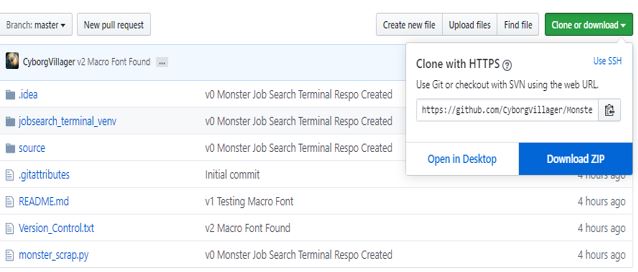 Branch: master New pull request Create new file Upload files Find file Clone or download
CyborgVillager v2 Macro Font Found ...
Clone with HTTPS Use SSH
Use Git or checkout with SVN using the web URL.
https://github.com/CyborgVillager/Monste
Open in Desktop Download ZIP
.idea v0 Monster Job Search Terminal Respo Created
jobsearch_terminal_venv v0 Monster Job Search Terminal Respo Created
source v0 Monster Job Search Terminal Respo Created
.gitattributes Initial commit 4 hours ago
README.md v1 Testing Macro Font 4 hours ago
Version_Control.txt v2 Macro Font Found 4 hours ago
monster_scrap.py v0 Monster Job Search Terminal Respo Created 4 hours ago